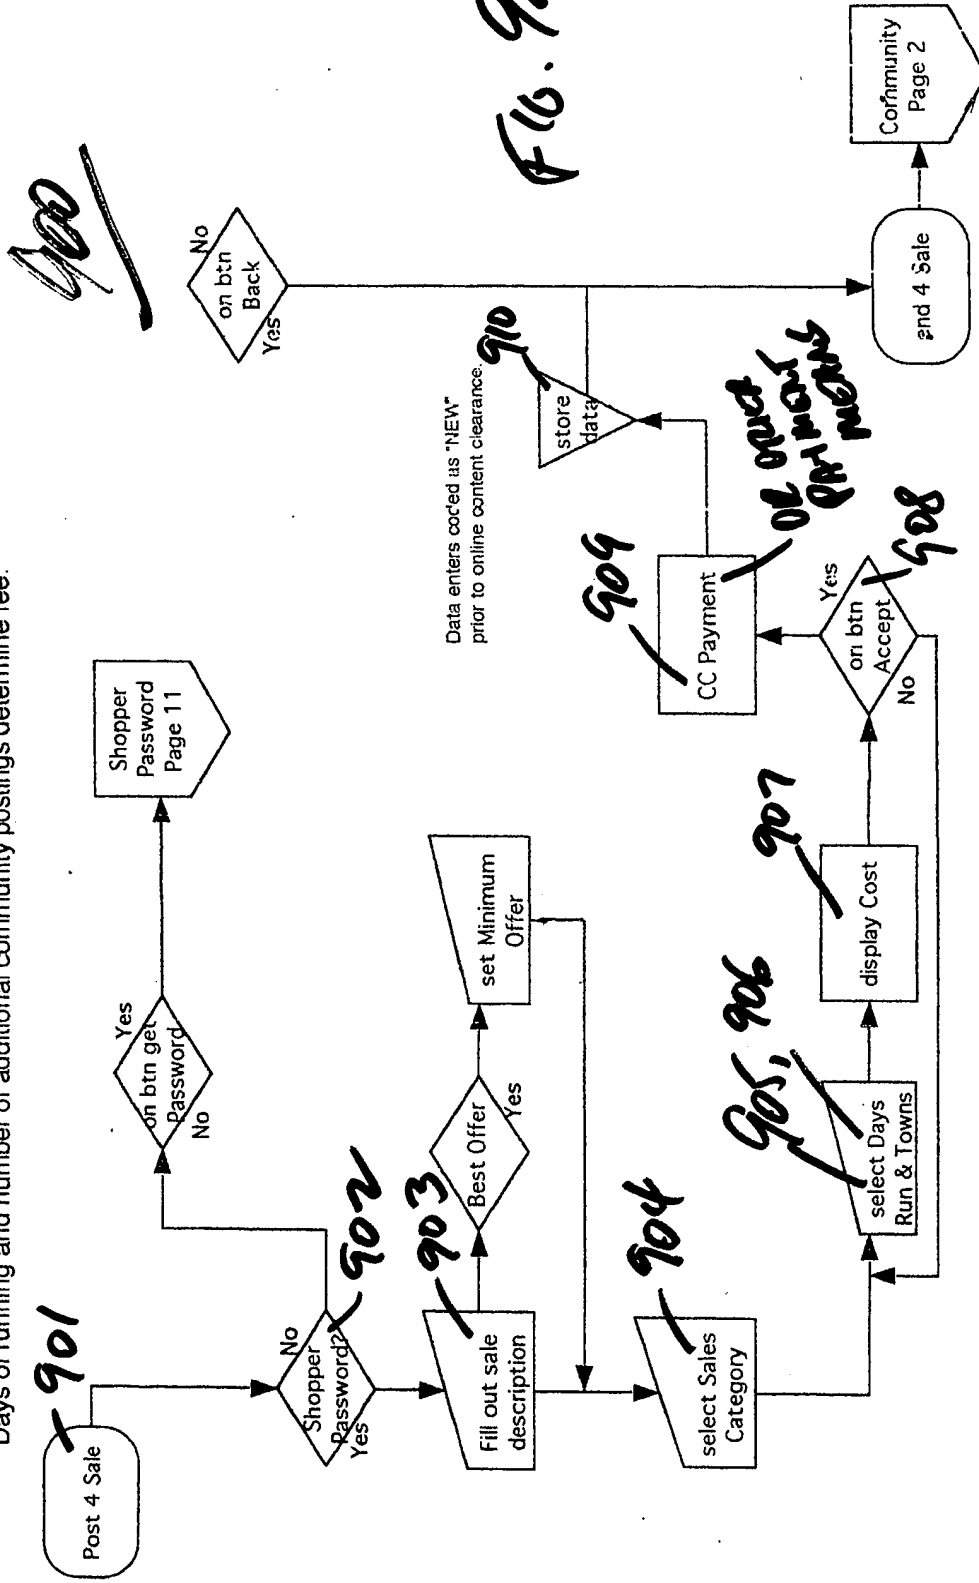 Days of running and number of additional community postings determine fee.
900
Post 4 Sale
901
Shopper
Password?
No
Yes
902
on btn get
Password
Yes
No
Shopper
Password
Page 11
on btn
Back
No
Yes
Fill out sale
description
903
Best Offer
Yes
set Minimum
Offer
Data enters coded as "NEW"
prior to online content clearance.
store
data
910
select Sales
Category
904
CC Payment
909
OR OTHER
PAYMENT
MEANS
select Days
Run & Towns
905, 906
display Cost
907
on btn
Accept
Yes
No
908
end 4 Sale
Community
Page 2
FIG. 9